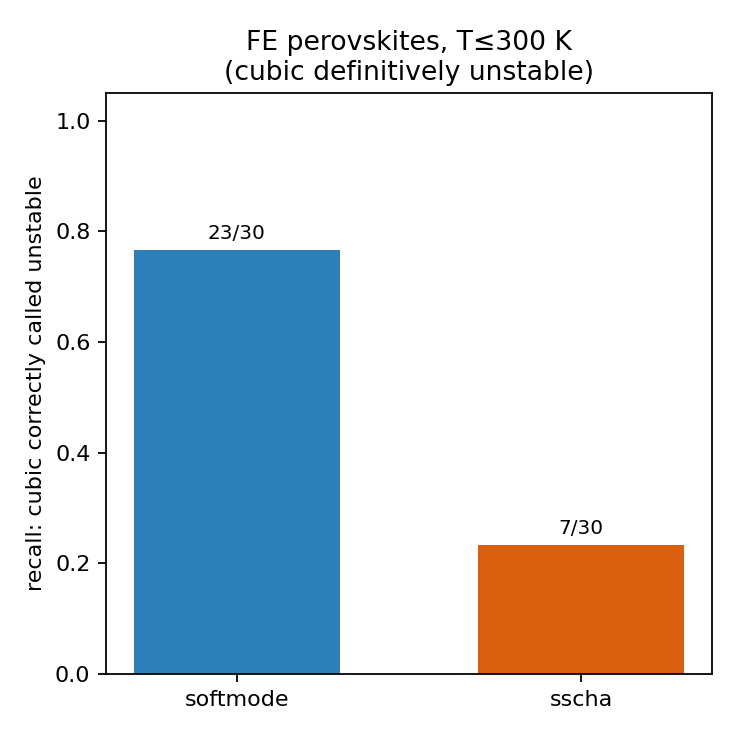 FE perovskites, T≤300 K
(cubic definitively unstable)
recall: cubic correctly called unstable
1.0
0.8
0.6
0.4
0.2
0.0
23/30
7/30
softmode
sscha